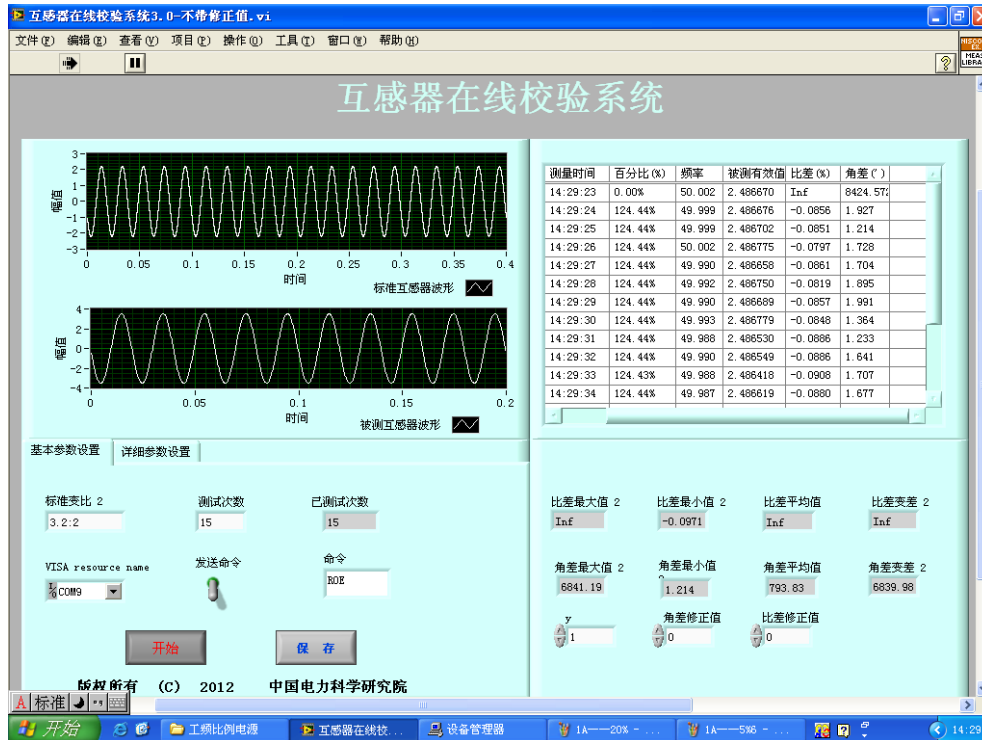 互感器在线校验系统3.0-不带修正值.vi
文件(F) 编辑(E) 查看(V) 项目(P) 操作(O) 工具(T) 窗口(W) 帮助(H)
互感器在线校验系统
3
2
1
0
-1
-2
-3
幅值
0 0.05 0.1 0.15 0.2 0.25 0.3 0.35 0.4
时间
标准互感器波形
4
2
0
-2
-4
幅值
0 0.05 0.1 0.15 0.2
时间
被测互感器波形
测量时间 百分比(%) 频率 被测有效值 比差(%) 角差(′)
14:29:23 0.00% 50.002 2.486670 Inf 8424.57
14:29:24 124.44% 49.999 2.486676 -0.0856 1.927
14:29:25 124.44% 49.999 2.486702 -0.0851 1.214
14:29:26 124.44% 50.002 2.486775 -0.0797 1.728
14:29:27 124.44% 49.990 2.486658 -0.0861 1.704
14:29:28 124.44% 49.992 2.486750 -0.0819 1.895
14:29:29 124.44% 49.990 2.486689 -0.0857 1.991
14:29:30 124.44% 49.993 2.486779 -0.0848 1.364
14:29:31 124.44% 49.988 2.486530 -0.0886 1.233
14:29:32 124.44% 49.990 2.486549 -0.0886 1.641
14:29:33 124.43% 49.988 2.486418 -0.0908 1.707
14:29:34 124.44% 49.987 2.486619 -0.0880 1.677
基本参数设置 详细参数设置
标准变比 2 测试次数 已测试次数
3.2:2 15 15
VISA resource name 发送命令 命令
COM9 ROE
开始 保 存
版权所有 (C) 2012 中国电力科学研究院
比差最大值 2 比差最小值 2 比差平均值 比差变差 2
Inf -0.0971 Inf Inf
角差最大值 2 角差最小值 角差平均值 角差变差 2
6841.19 1.214 793.83 6839.98
y 角差修正值 比差修正值
1 0 0
A 标准
开始 工频比例电源 互感器在线校... 设备管理器 1A——20% - ... 1A——5%6 - ... 14:29